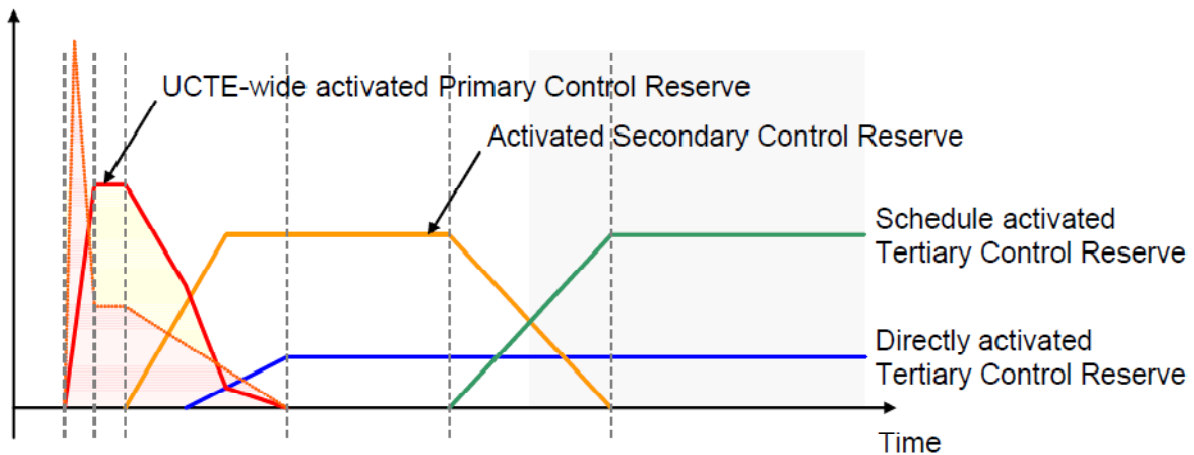 UCTE-wide activated Primary Control Reserve
Activated Secondary Control Reserve
Schedule activated
Tertiary Control Reserve
Directly activated
Tertiary Control Reserve
Time